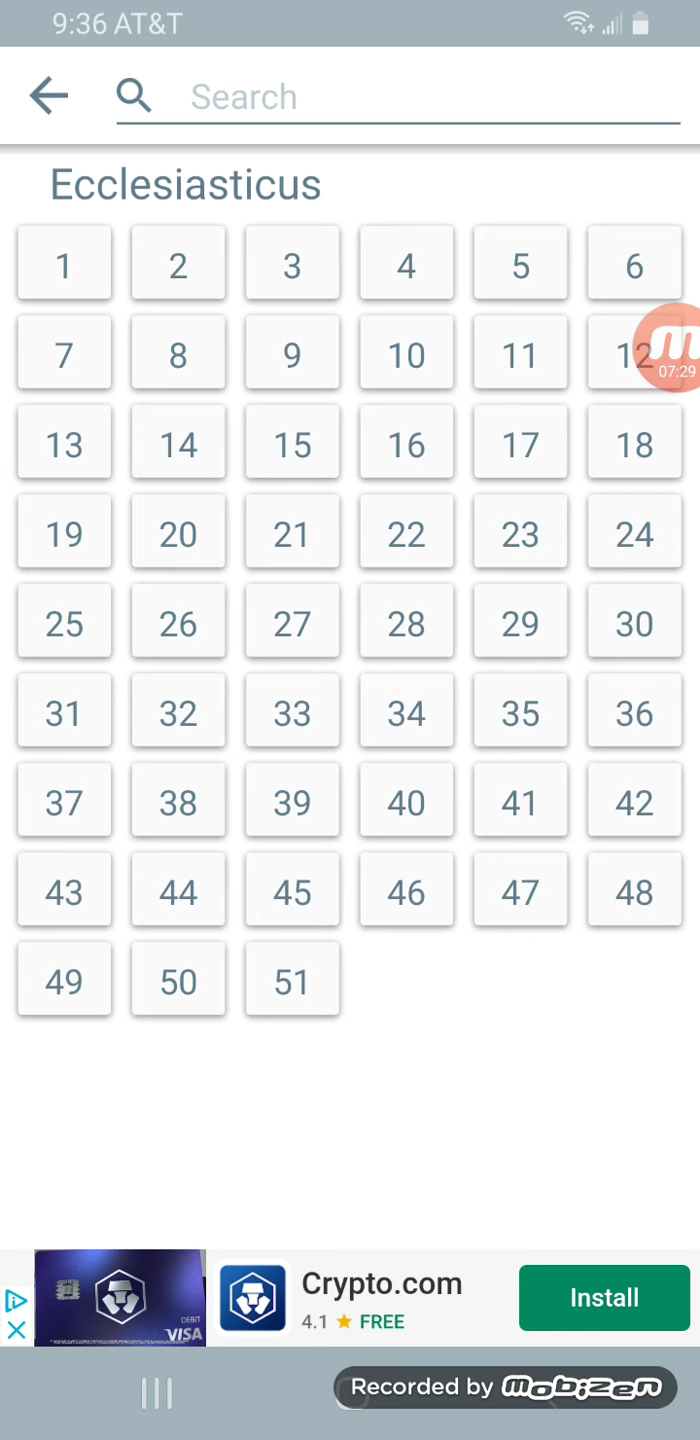 9:36 AT&T
Search
Ecclesiasticus
1 2 3 4 5 6
7 8 9 10 11 12
07:29
13 14 15 16 17 18
19 20 21 22 23 24
25 26 27 28 29 30
31 32 33 34 35 36
37 38 39 40 41 42
43 44 45 46 47 48
49 50 51
DEBIT
VISA
Crypto.com
4.1 ★ FREE
Install
Recorded by mobizen